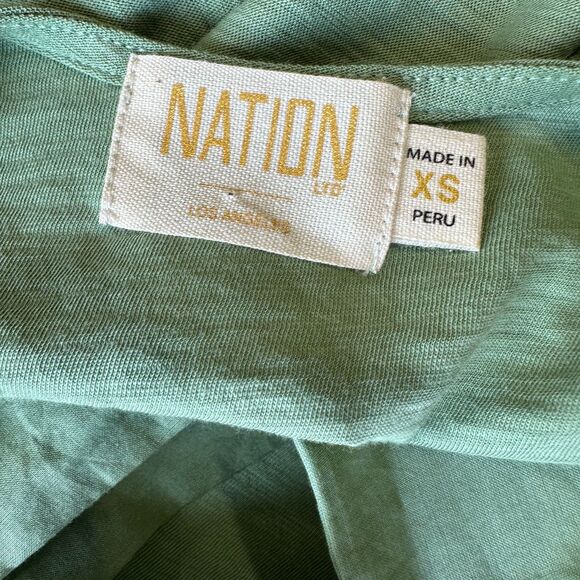 NATION
LTD
LOS ANGELES
MADE IN
XS
PERU